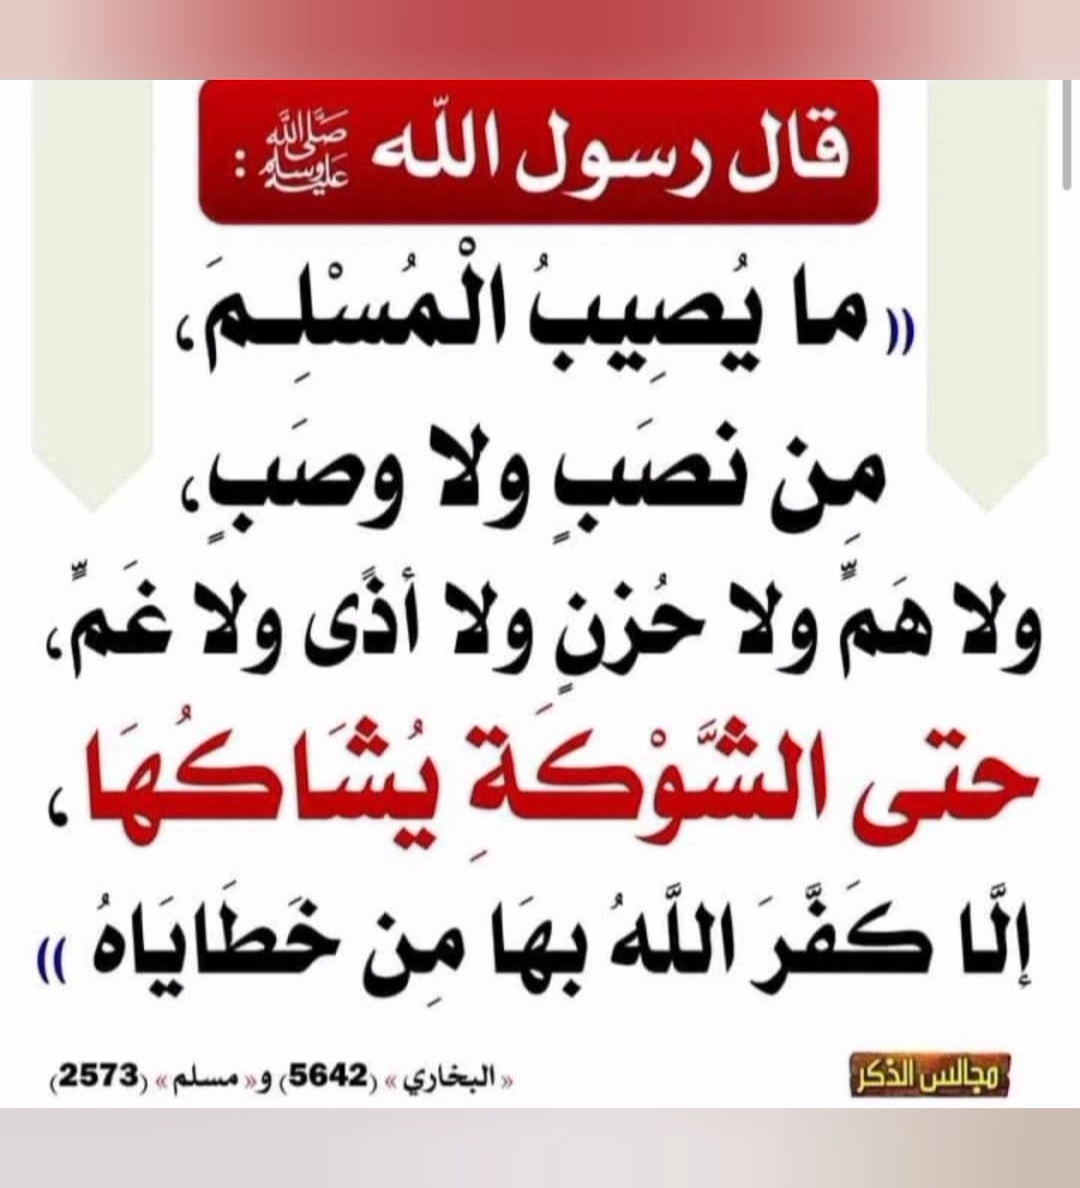 قال رسول الله ﷺ :
(( ما يُصِيبُ الْمُسْلِمَ،
مِن نصَبٍ ولا وصَبٍ،
ولا هَمٍّ ولا حُزنٍ ولا أذًى ولا غَمٍّ،
حتى الشَّوْكَةِ يُشَاكُهَا،
إلَّا كَفَّرَ اللَّهُ بهَا مِن خَطَايَاهُ ))
مجالس الذكر
« البخاري » (5642) و« مسلم » (2573)